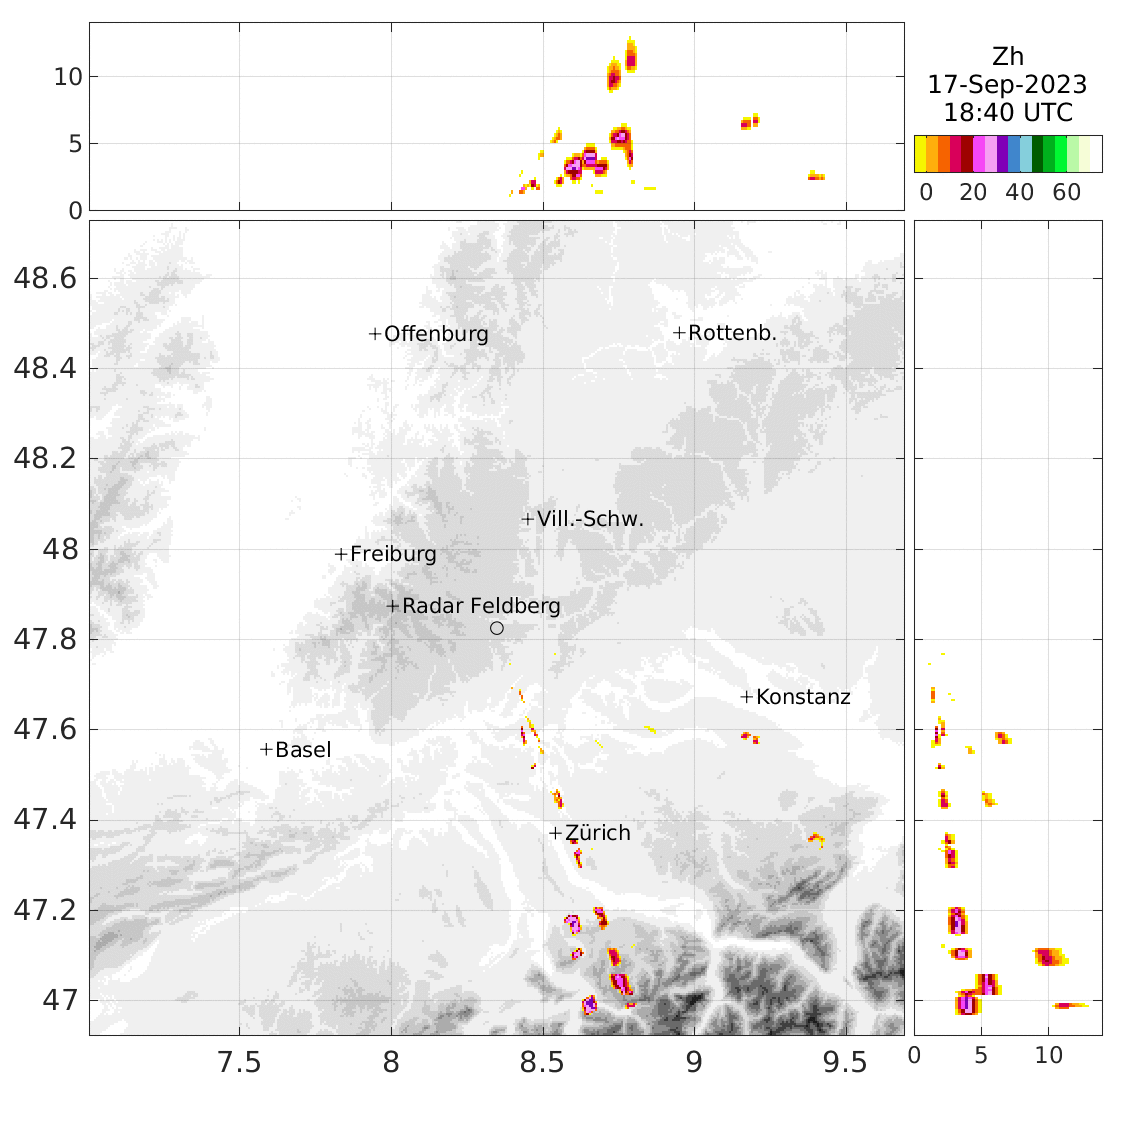 10
5
0
Zh
17-Sep-2023
18:40 UTC
0 20 40 60
48.6
48.4
48.2
48
47.8
47.6
47.4
47.2
47
+Offenburg
+Rottenb.
+Vill.-Schw.
+Freiburg
+Radar Feldberg
+Konstanz
+Basel
+Zürich
7.5 8 8.5 9 9.5
0 5 10